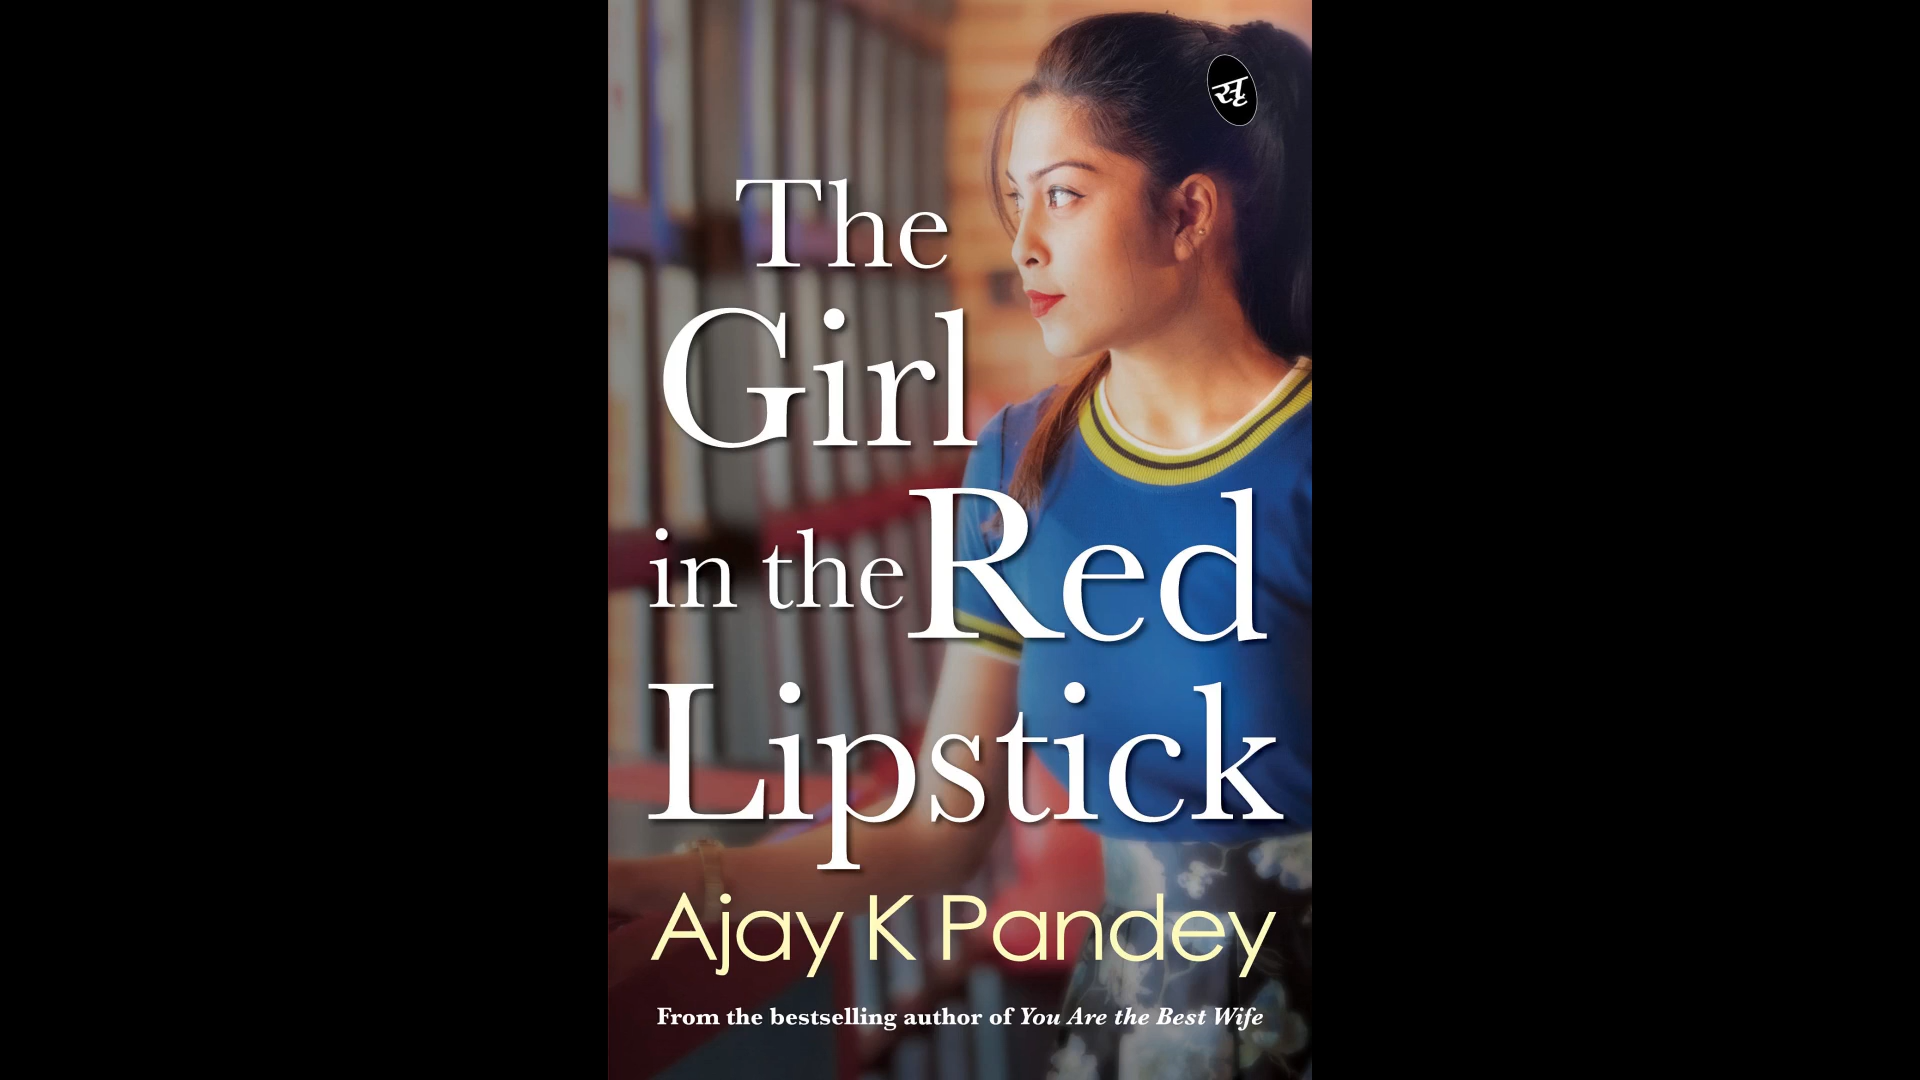 सृ
The
Girl
in the Red
Lipstick
Ajay K Pandey
From the bestselling author of You Are the Best Wife